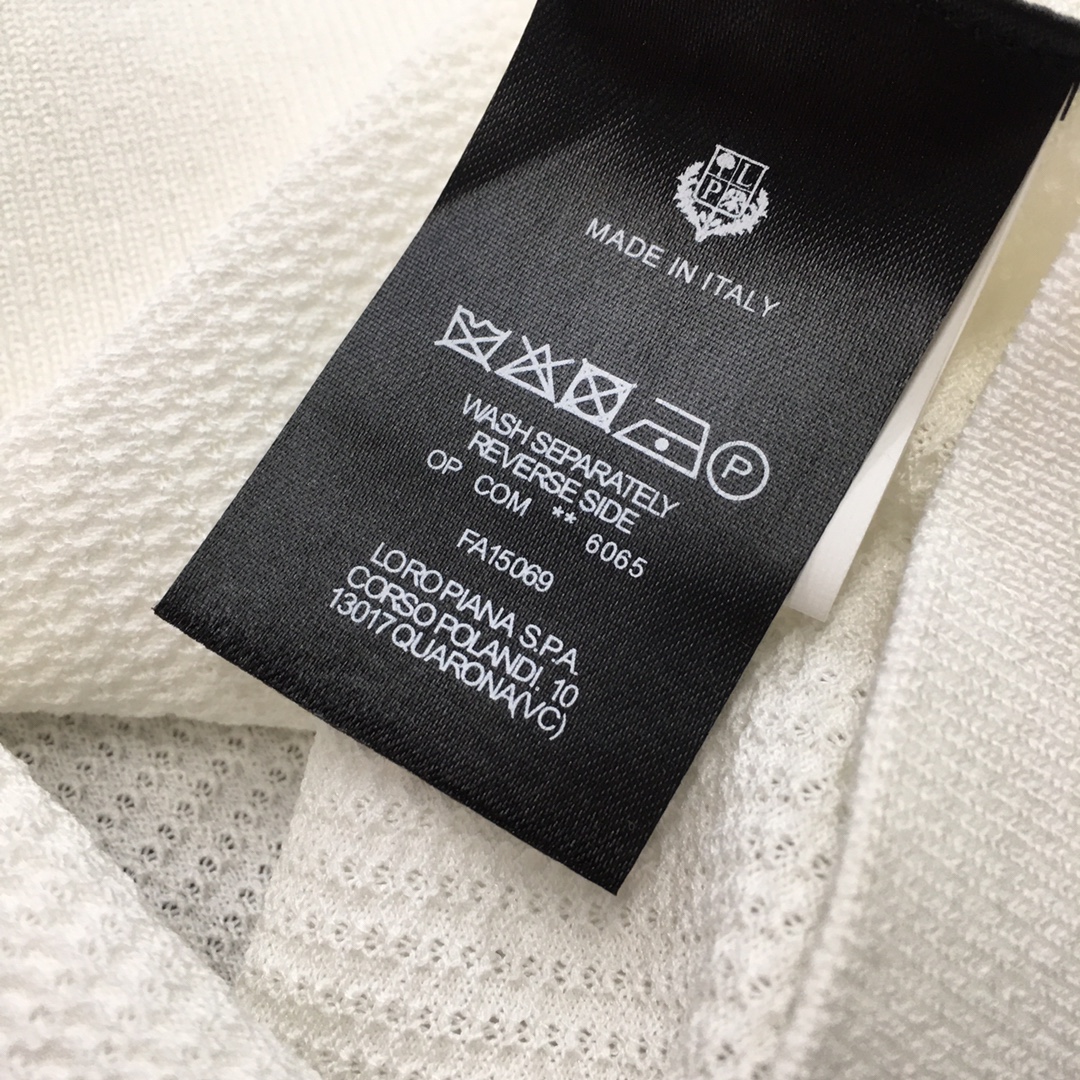 L
P
MADE IN ITALY
P
WASH SEPARATELY
REVERSE SIDE
OP COM ** 6065
FA15069
LORO PIANA S.P.A.
CORSO POLANDI, 10
13017 QUARONA(VC)